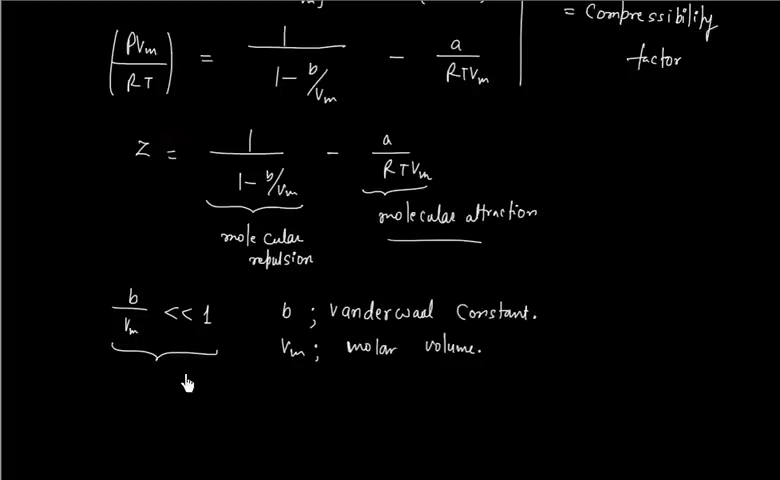 = Compressibility
factor
(PVm / RT) = 1 / (1 - b/Vm) - a / RTVm
Z = 1 / (1 - b/Vm) - a / RTVm
molecular attraction
molecular
repulsion
b / Vm << 1 b ; Vanderwaal Constant.
Vm ; molar volume.